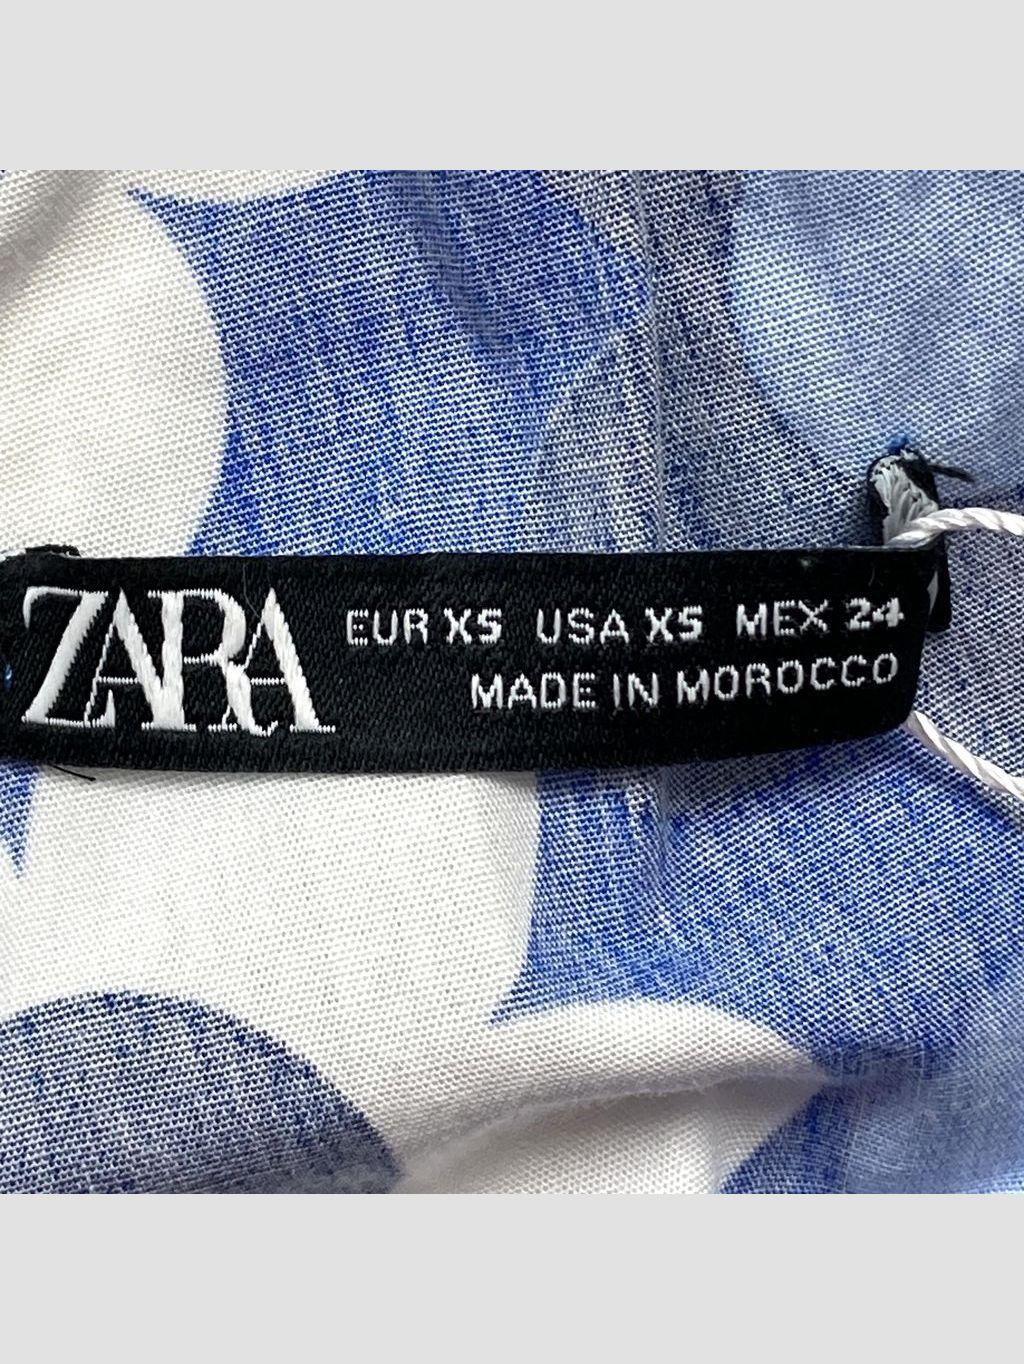 ZARA
EUR XS USA XS MEX 24
MADE IN MOROCCO